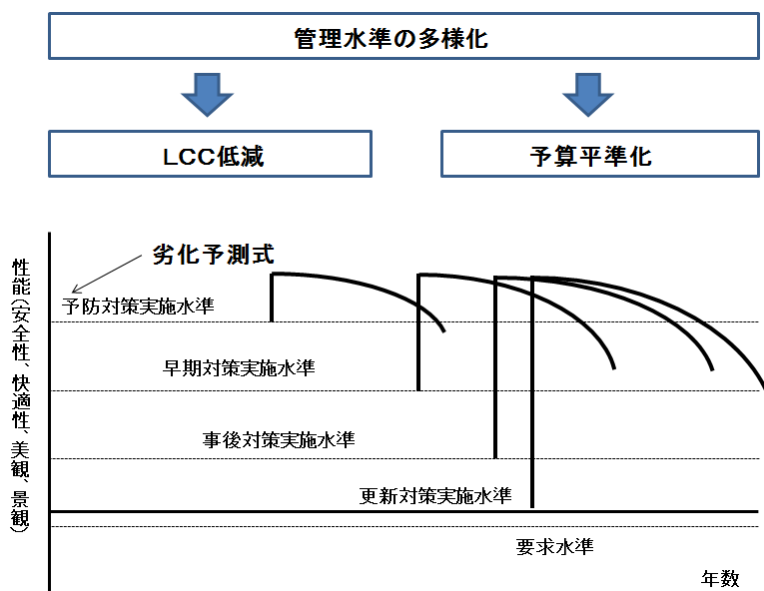 管理水準の多様化
LCC低減
予算平準化
劣化予測式
性能(安全性、快適性、美観、景観)
予防対策実施水準
早期対策実施水準
事後対策実施水準
更新対策実施水準
要求水準
年数